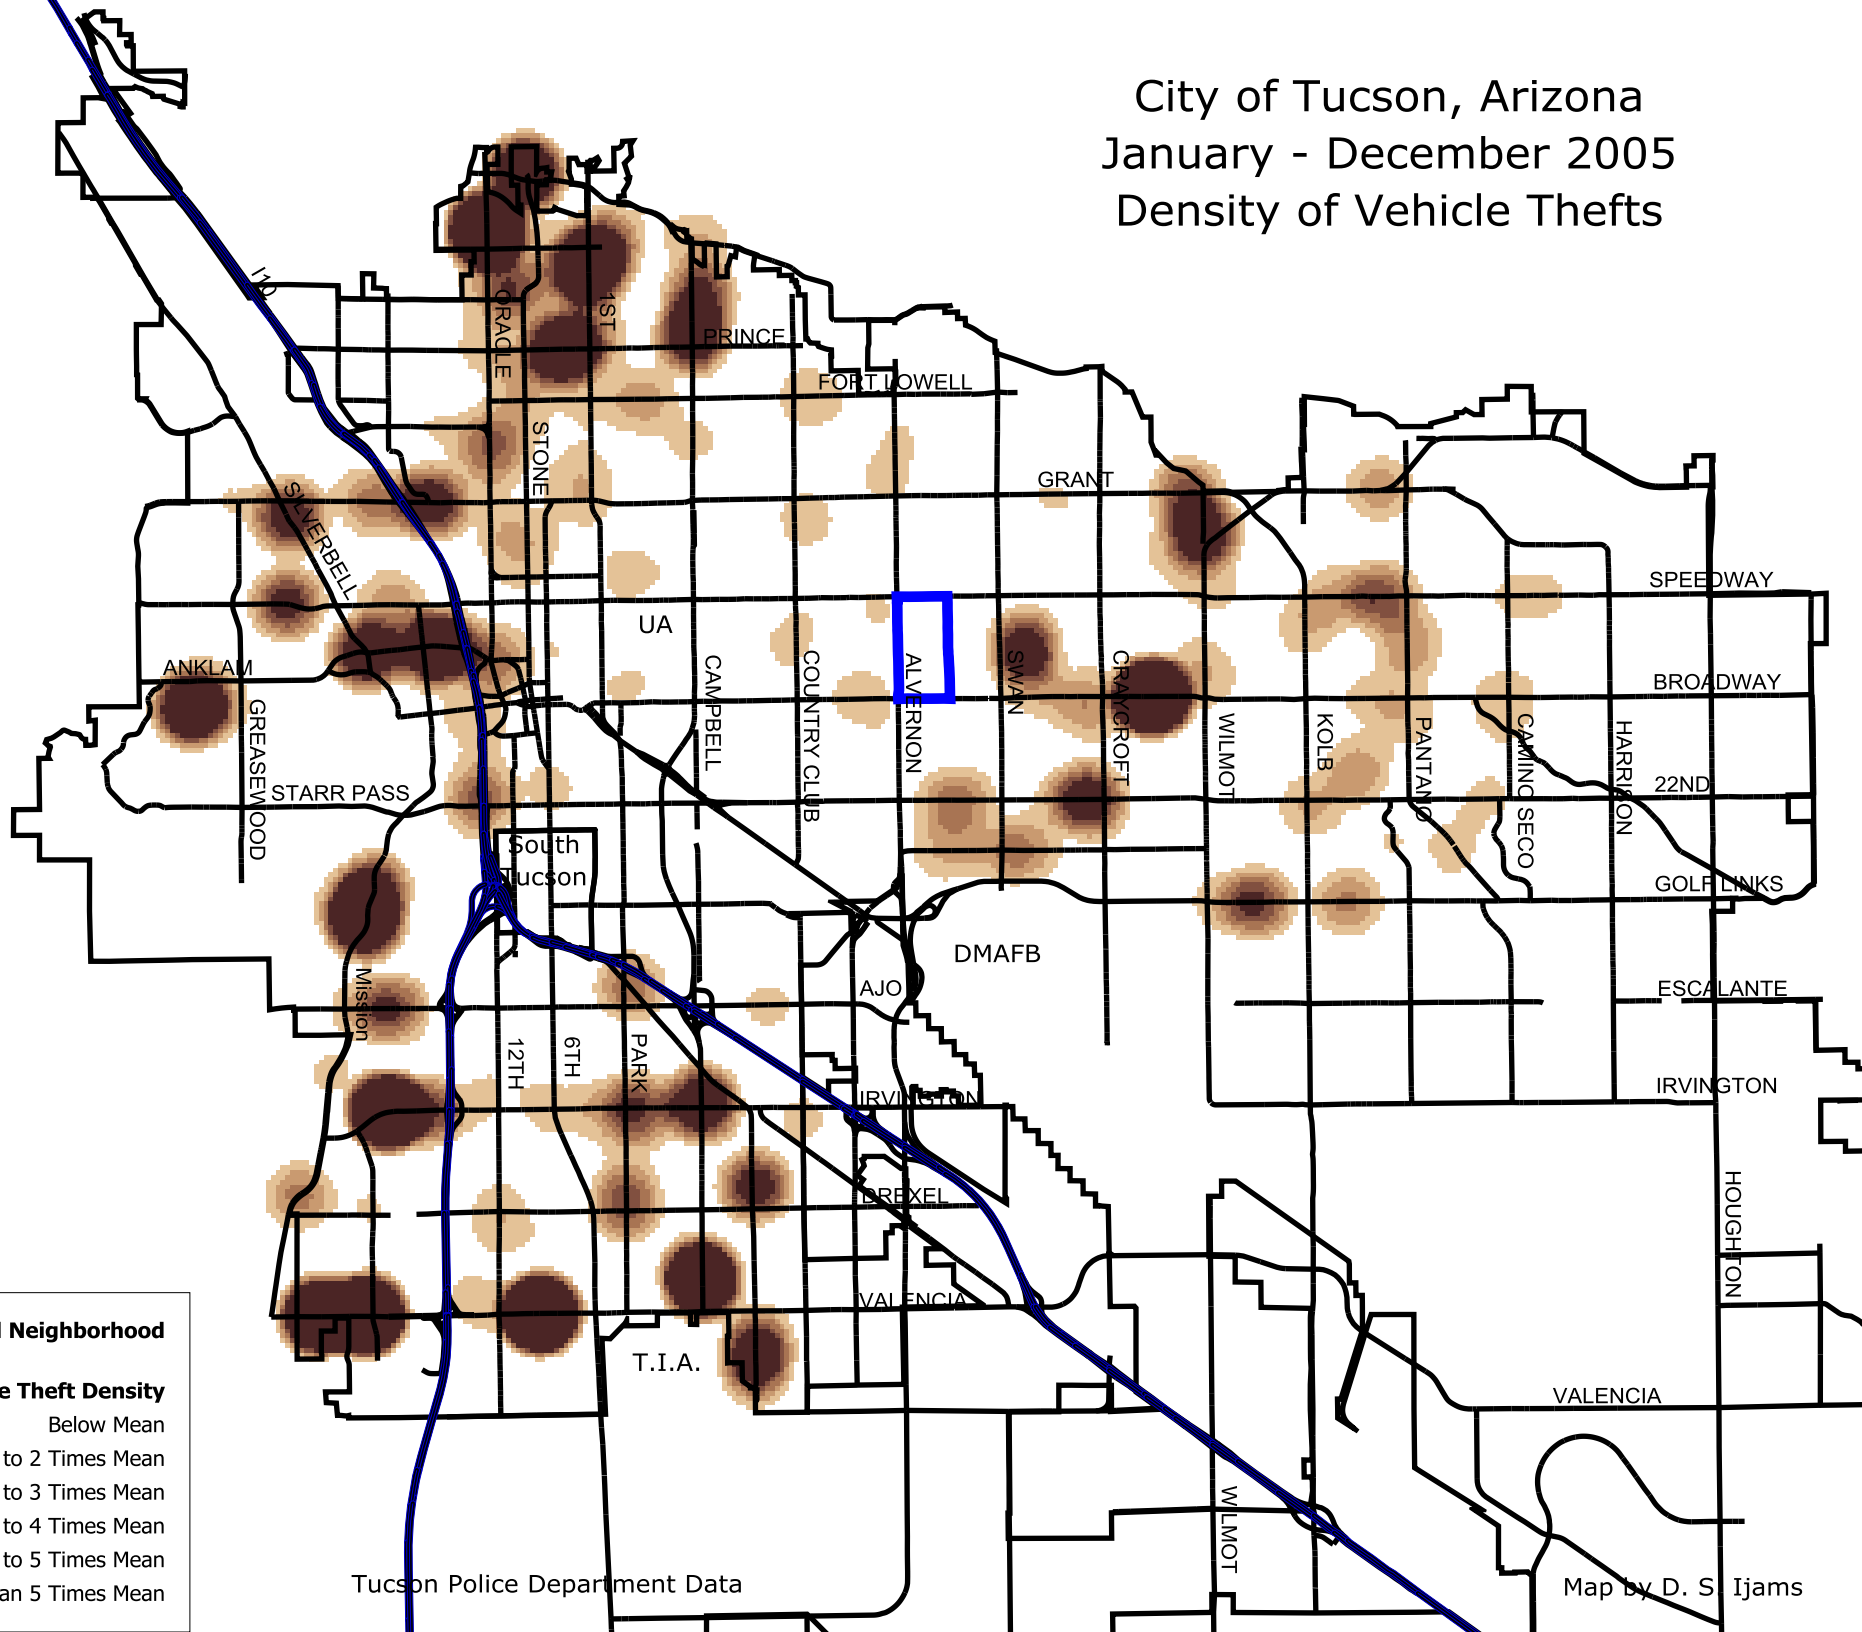 City of Tucson, Arizona
January - December 2005
Density of Vehicle Thefts
I10
ORACLE
1ST
PRINCE
FORT LOWELL
STONE
GRANT
SILVERBELL
SPEEDWAY
UA
ANKLAM
CAMPBELL
COUNTRY CLUB
ALVERNON
SWAN
CRAYCROFT
BROADWAY
GREASEWOOD
WILMOT
KOLB
PANTANO
CAMINO SECO
HARRISON
STARR PASS
22ND
South
Tucson
GOLF LINKS
DMAFB
Mission
AJO
ESCALANTE
12TH
6TH
PARK
IRVINGTON
IRVINGTON
DREXEL
HOUGHTON
VALENCIA
T.I.A.
VALENCIA
WILMOT
Neighborhood
Theft Density
Below Mean
to 2 Times Mean
to 3 Times Mean
to 4 Times Mean
to 5 Times Mean
5 Times Mean
Tucson Police Department Data
Map by D. S. Ijams